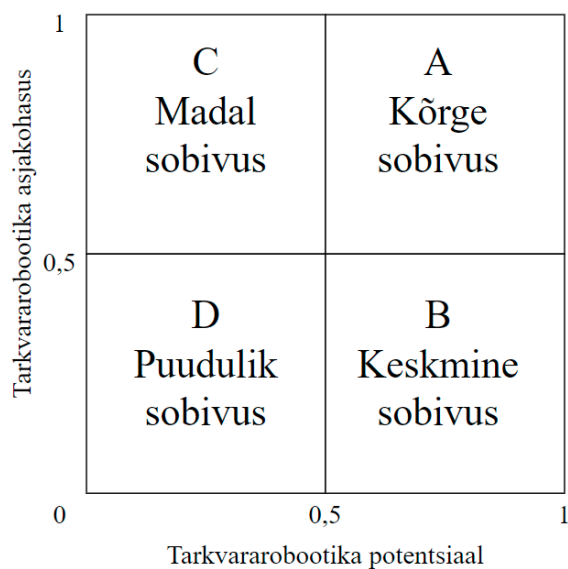 1
C
Madal
sobivus
A
Kõrge
sobivus
Tarkvararobootika asjakohasus
0,5
D
Puudulik
sobivus
B
Keskmine
sobivus
0
0,5
1
Tarkvararobootika potentsiaal